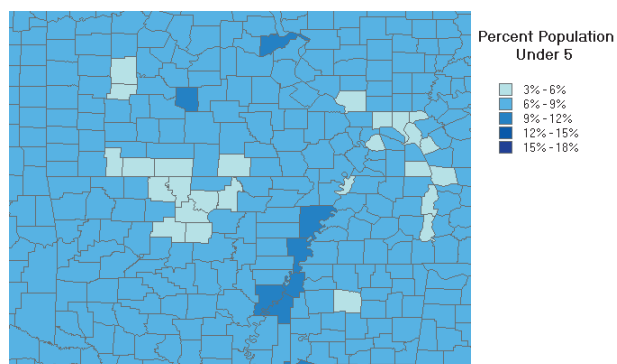 Percent Population
Under 5
3% - 6%
6% - 9%
9% - 12%
12% - 15%
15% - 18%